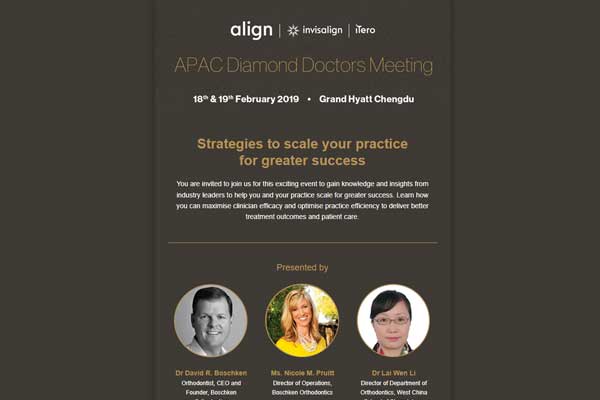 align | invisalign | iTero
APAC Diamond Doctors Meeting
18th & 19th February 2019 • Grand Hyatt Chengdu
Strategies to scale your practice
for greater success
You are invited to join us for this exciting event to gain knowledge and insights from
industry leaders to help you and your practice scale for greater success. Learn how
you can maximise clinician efficacy and optimise practice efficiency to deliver better
treatment outcomes and patient care.
Presented by
Dr David R. Boschken
Orthodontist, CEO and
Founder, Boschken
Ms. Nicole M. Pruitt
Director of Operations,
Boschken Orthodontics
Dr Lai Wen Li
Director of Department of
Orthodontics, West China